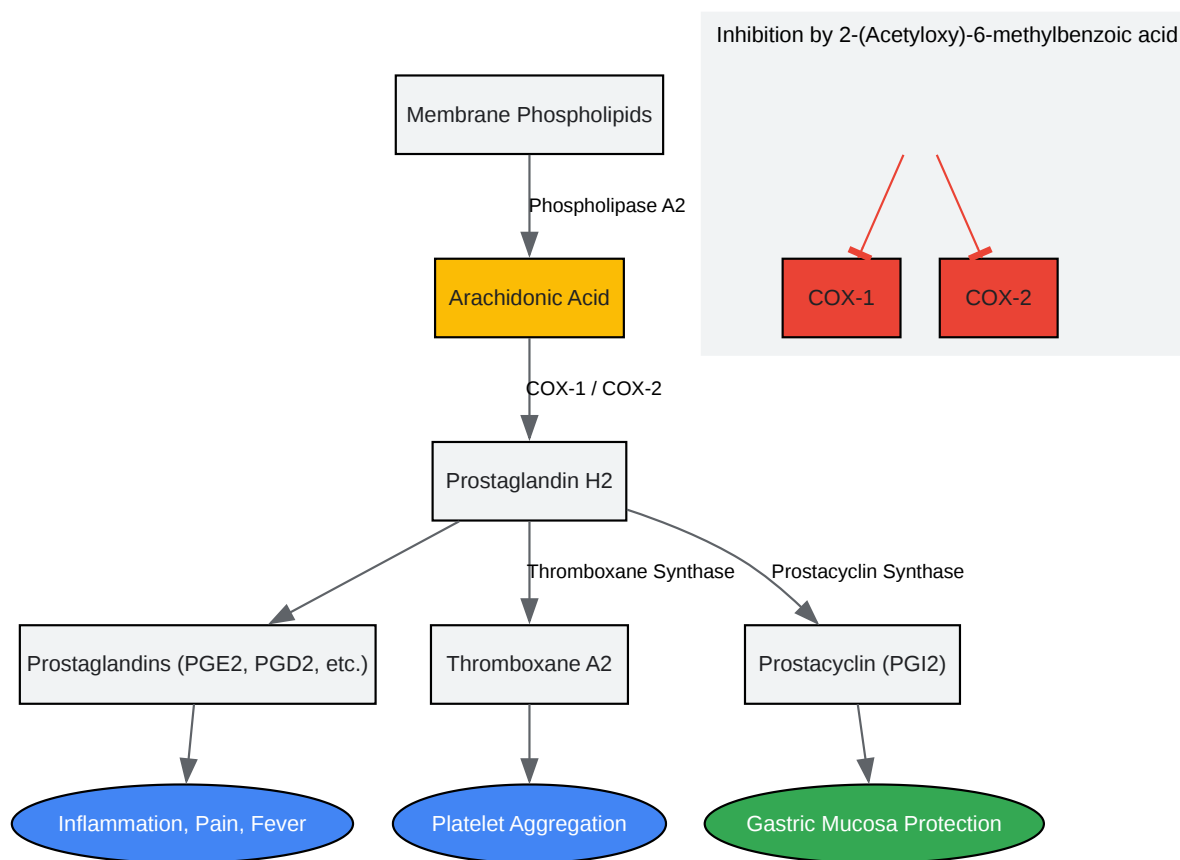 Inhibition by 2-(Acetyloxy)-6-methylbenzoic acid
Membrane Phospholipids
Phospholipase A2
Arachidonic Acid
COX-1
COX-2
COX-1 / COX-2
Prostaglandin H2
Thromboxane Synthase
Prostacyclin Synthase
Prostaglandins (PGE2, PGD2, etc.)
Thromboxane A2
Prostacyclin (PGI2)
Inflammation, Pain, Fever
Platelet Aggregation
Gastric Mucosa Protection